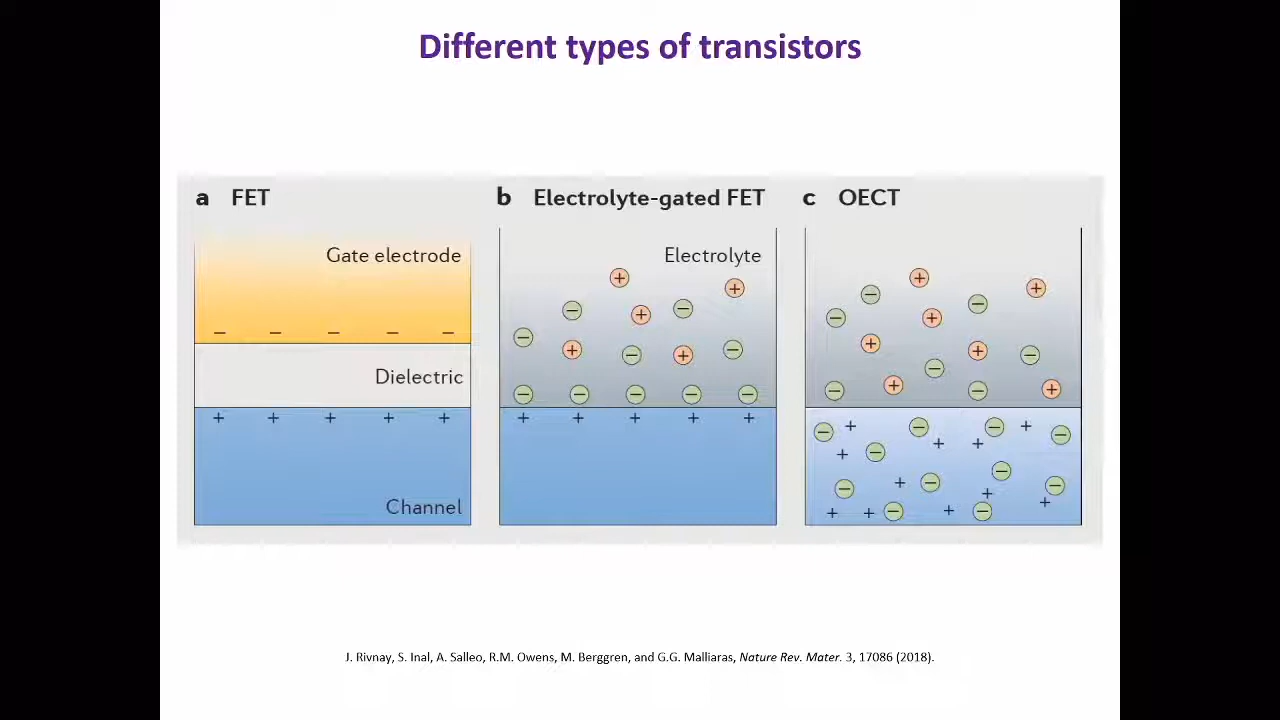 Different types of transistors
a FET
b Electrolyte-gated FET
c OECT
Gate electrode
Electrolyte
Dielectric
Channel
J. Rivnay, S. Inal, A. Salleo, R.M. Owens, M. Berggren, and G.G. Malliaras, Nature Rev. Mater. 3, 17086 (2018).